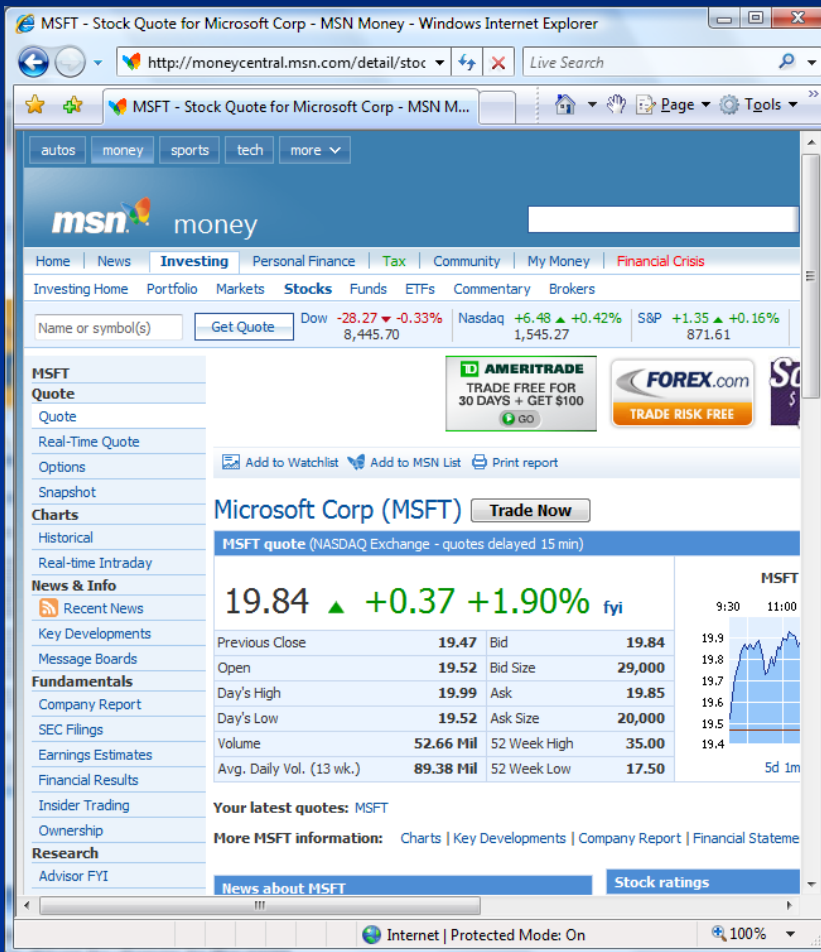 MSFT - Stock Quote for Microsoft Corp - MSN Money - Windows Internet Explorer
http://moneycentral.msn.com/detail/stoc
Live Search
MSFT - Stock Quote for Microsoft Corp - MSN M...
Page
Tools
autos money sports tech more
msn money
Home News Investing Personal Finance Tax Community My Money Financial Crisis
Investing Home Portfolio Markets Stocks Funds ETFs Commentary Brokers
Name or symbol(s) Get Quote
Dow -28.27 ▼ -0.33%
8,445.70
Nasdaq +6.48 ▲ +0.42%
1,545.27
S&P +1.35 ▲ +0.16%
871.61
MSFT
Quote
Quote
Real-Time Quote
Options
Snapshot
Charts
Historical
Real-time Intraday
News & Info
Recent News
Key Developments
Message Boards
Fundamentals
Company Report
SEC Filings
Earnings Estimates
Financial Results
Insider Trading
Ownership
Research
Advisor FYI
TD AMERITRADE
TRADE FREE FOR
30 DAYS + GET $100
GO
FOREX.com
TRADE RISK FREE
$
Add to Watchlist Add to MSN List Print report
Microsoft Corp (MSFT) Trade Now
MSFT quote (NASDAQ Exchange - quotes delayed 15 min)
19.84 ▲ +0.37 +1.90% fyi
Previous Close 19.47 Bid 19.84
Open 19.52 Bid Size 29,000
Day's High 19.99 Ask 19.85
Day's Low 19.52 Ask Size 20,000
Volume 52.66 Mil 52 Week High 35.00
Avg. Daily Vol. (13 wk.) 89.38 Mil 52 Week Low 17.50
MSFT
9:30 11:00
19.9
19.8
19.7
19.6
19.5
19.4
5d 1m
Your latest quotes: MSFT
More MSFT information: Charts | Key Developments | Company Report | Financial Stateme
News about MSFT
Stock ratings
Internet | Protected Mode: On
100%